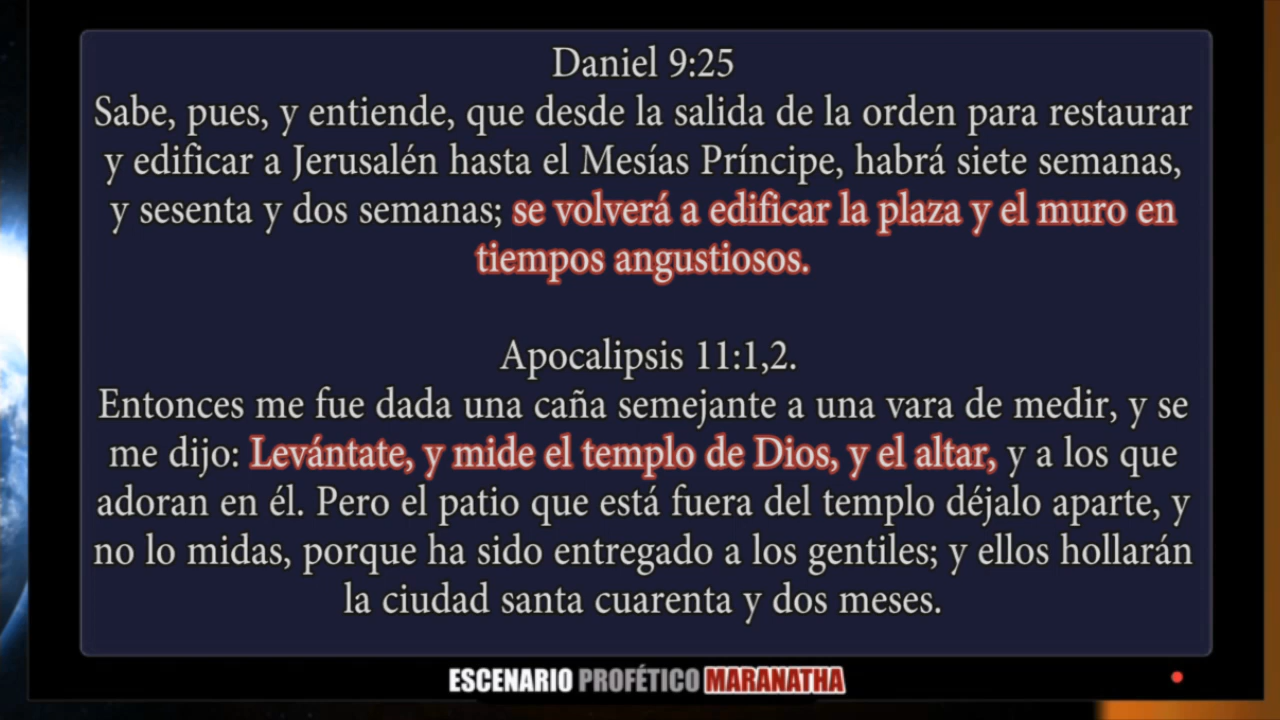 Daniel 9:25
Sabe, pues, y entiende, que desde la salida de la orden para restaurar
y edificar a Jerusalén hasta el Mesías Príncipe, habrá siete semanas,
y sesenta y dos semanas; se volverá a edificar la plaza y el muro en
tiempos angustiosos.
Apocalipsis 11:1,2.
Entonces me fue dada una caña semejante a una vara de medir, y se
me dijo: Levántate, y mide el templo de Dios, y el altar, y a los que
adoran en él. Pero el patio que está fuera del templo déjalo aparte, y
no lo midas, porque ha sido entregado a los gentiles; y ellos hollarán
la ciudad santa cuarenta y dos meses.
ESCENARIO PROFÉTICO MARANATHA